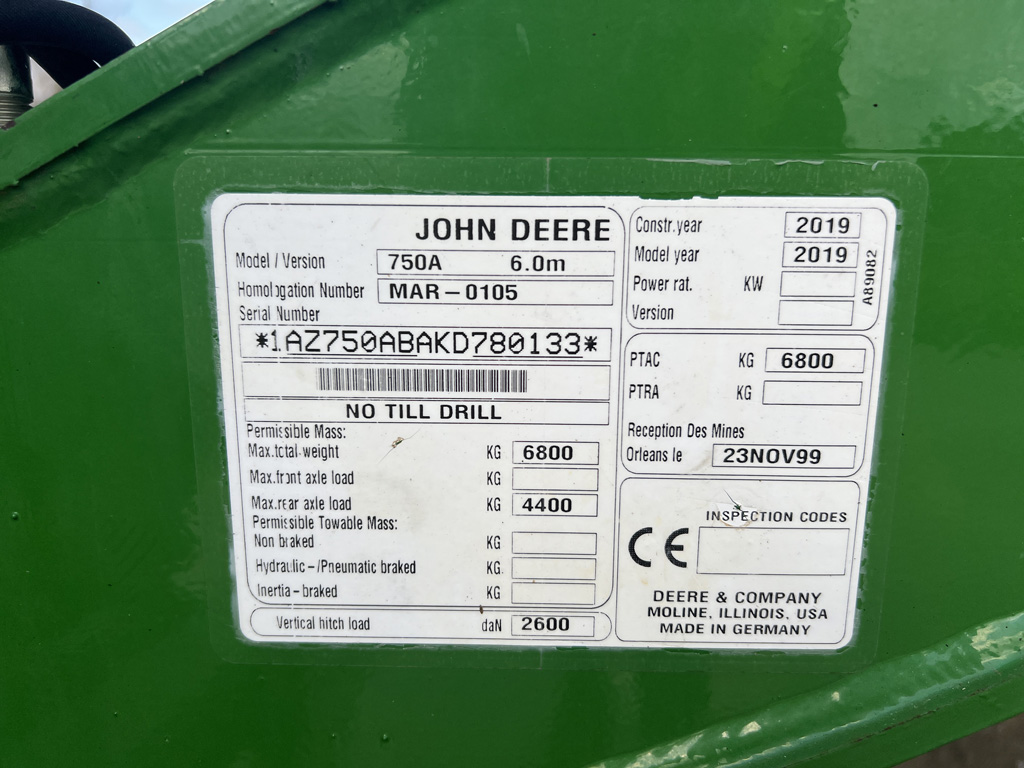 JOHN DEERE
Model / Version 750A 6.0m
Homologation Number MAR-0105
Serial Number
*1AZ750ABAKD780133*
NO TILL DRILL
Permissible Mass:
Max.total weight KG 6800
Max.front axle load KG
Max.rear axle load KG 4400
Permissible Towable Mass:
Non braked KG
Hydraulic-/Pneumatic braked KG
Inertia-braked KG
Vertical hitch load daN 2600
Constr.year 2019
Model year 2019
Power rat. KW
Version
A89082
PTAC KG 6800
PTRA KG
Reception Des Mines
Orleans le 23NOV99
INSPECTION CODES
CE
DEERE & COMPANY
MOLINE, ILLINOIS, USA
MADE IN GERMANY